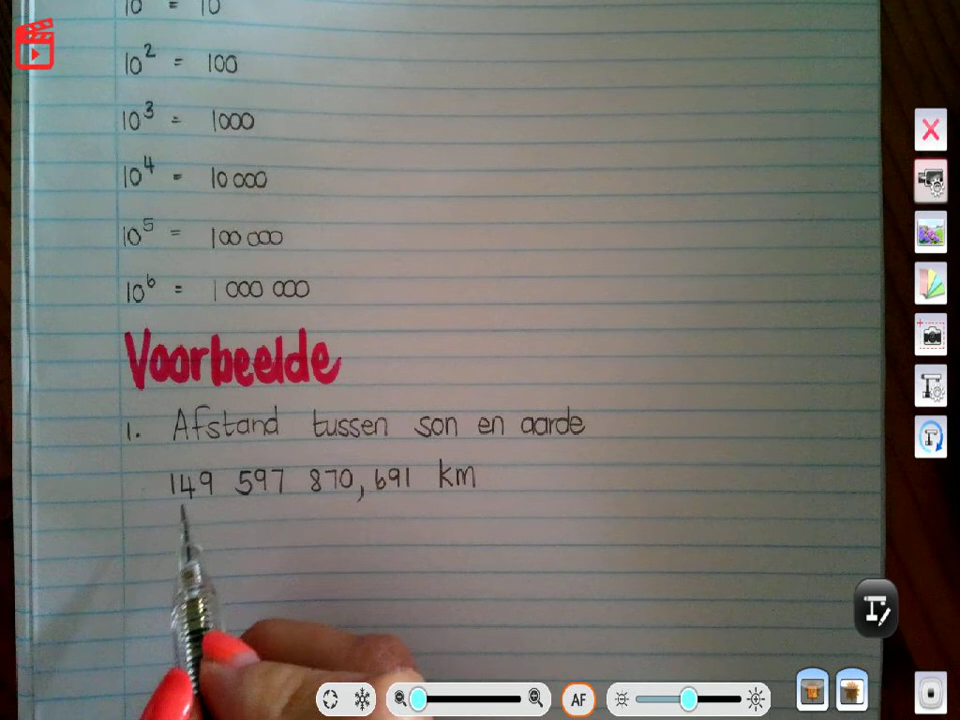 10 = 10
10² = 100
10³ = 1000
10⁴ = 10 000
10⁵ = 100 000
10⁶ = 1 000 000
Voorbeelde
1. Afstand tussen son en aarde
149 597 870,691 km
AF